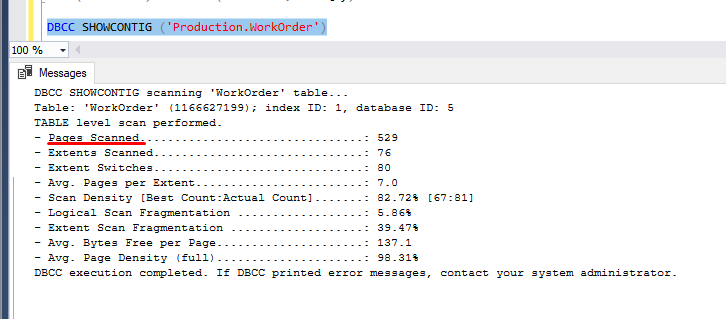 DBCC SHOWCONTIG ('Production.WorkOrder')
100 %
Messages
DBCC SHOWCONTIG scanning 'WorkOrder' table...
Table: 'WorkOrder' (1166627199); index ID: 1, database ID: 5
TABLE level scan performed.
- Pages Scanned................................: 529
- Extents Scanned..............................: 76
- Extent Switches..............................: 80
- Avg. Pages per Extent........................: 7.0
- Scan Density [Best Count:Actual Count].......: 82.72% [67:81]
- Logical Scan Fragmentation ..................: 5.86%
- Extent Scan Fragmentation ...................: 39.47%
- Avg. Bytes Free per Page.....................: 137.1
- Avg. Page Density (full).....................: 98.31%
DBCC execution completed. If DBCC printed error messages, contact your system administrator.